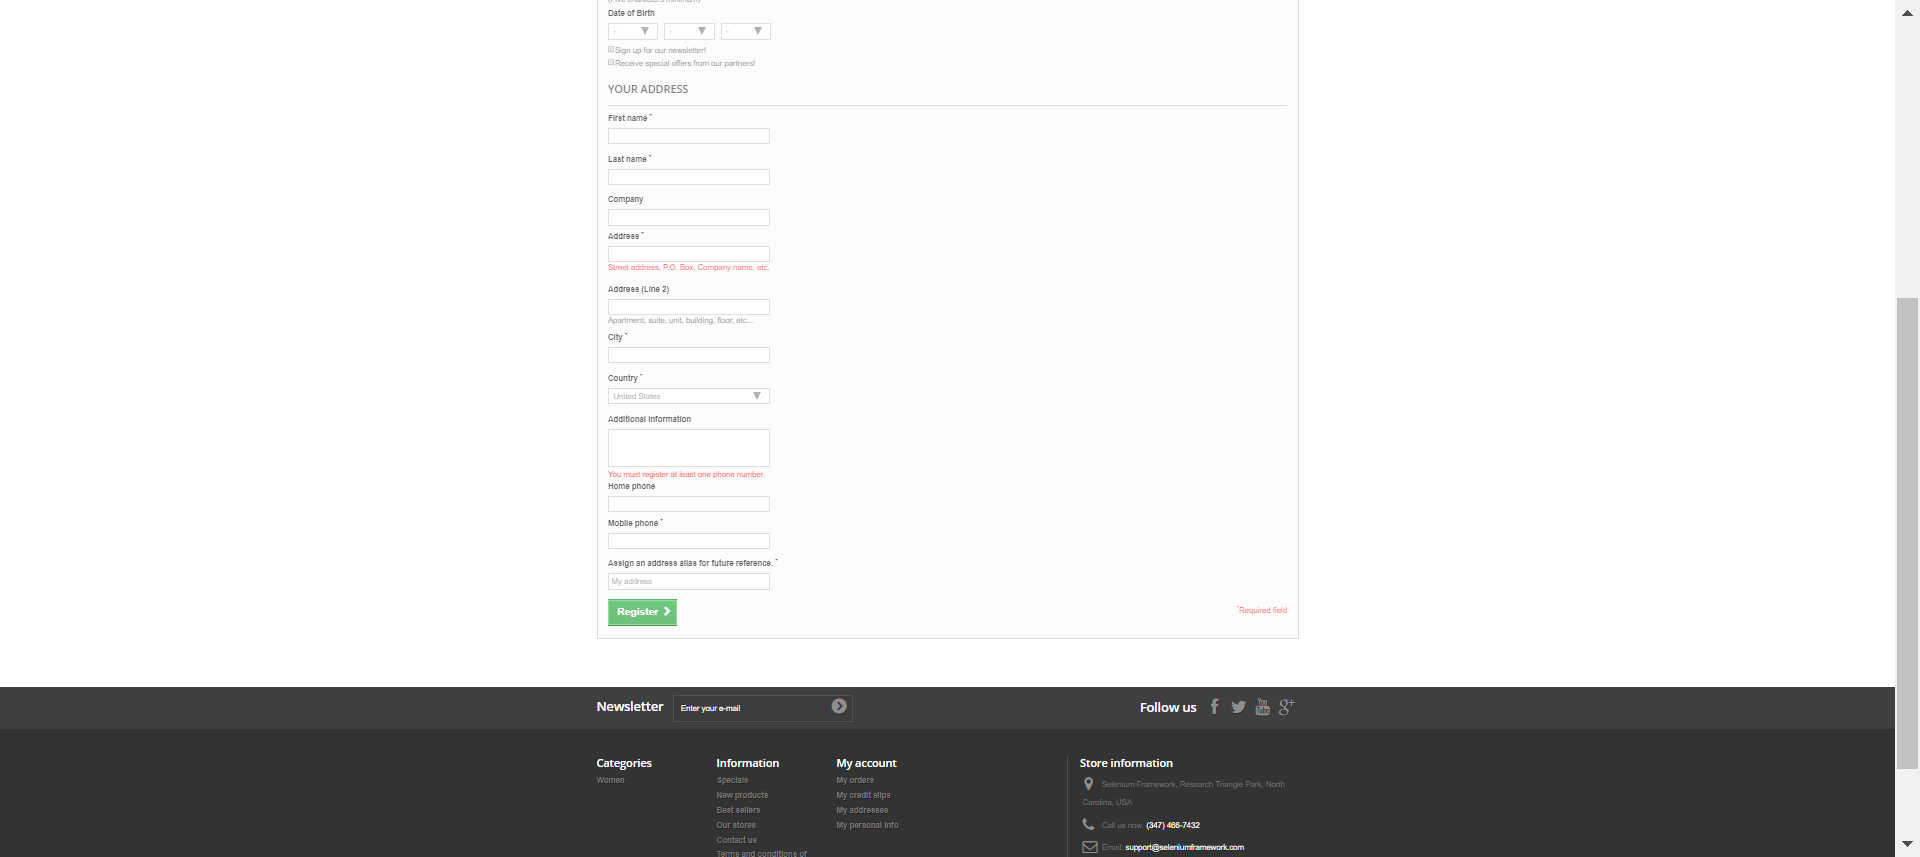 (Five characters minimum)
Date of Birth
- - -
Sign up for our newsletter!
Receive special offers from our partners!
YOUR ADDRESS
First name *
Last name *
Company
Address *
Street address, P.O. Box, Company name, etc.
Address (Line 2)
Apartment, suite, unit, building, floor, etc...
City *
Country *
United States
Additional information
You must register at least one phone number.
Home phone
Mobile phone *
Assign an address alias for future reference. *
My address
Register
*Required field
Newsletter
Enter your e-mail
Follow us
Categories
Women
Information
Specials
New products
Best sellers
Our stores
Contact us
Terms and conditions of
My account
My orders
My credit slips
My addresses
My personal info
Store information
Selenium Framework, Research Triangle Park, North
Carolina, USA
Call us now: (347) 466-7432
Email: support@seleniumframework.com